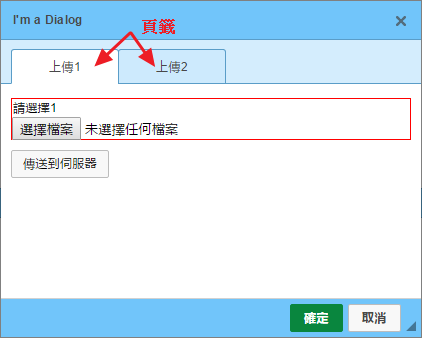 I'm a Dialog
頁籤
上傳1 上傳2
請選擇1
選擇檔案 未選擇任何檔案
傳送到伺服器
確定 取消